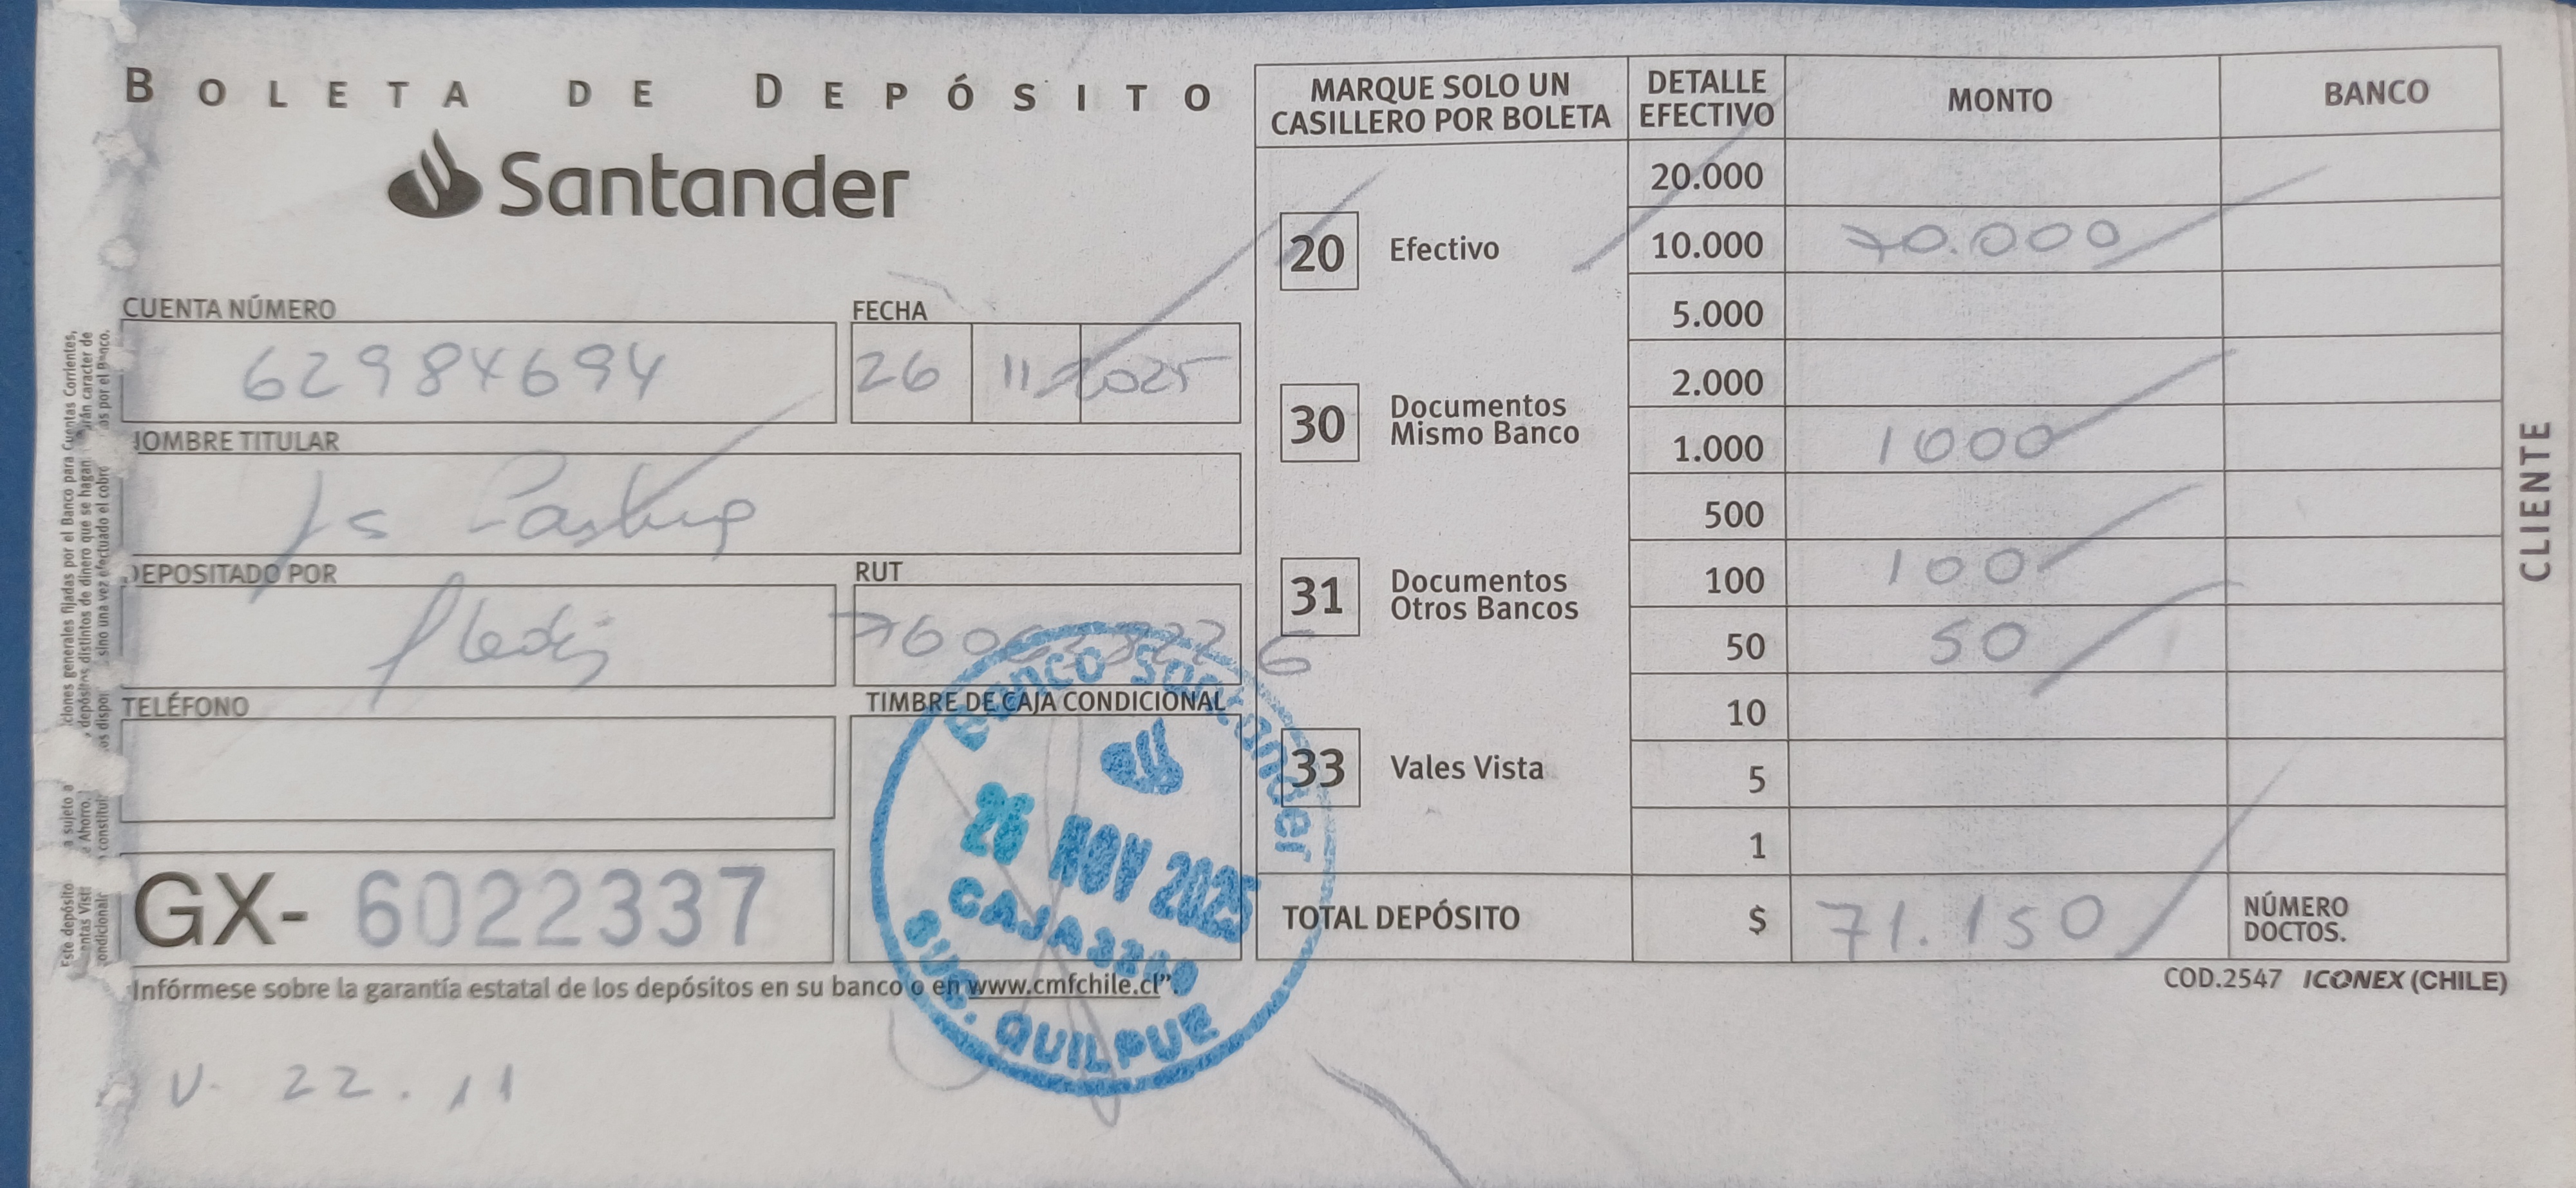 BOLETA DE DEPÓSITO
Santander
CUENTA NÚMERO
62984694
FECHA
26 11 2025
NOMBRE TITULAR
DEPOSITADO POR
RUT
TELÉFONO
TIMBRE DE CAJA CONDICIONAL
GX- 6022337
Infórmese sobre la garantía estatal de los depósitos en su banco o en www.cmfchile.cl".
V. 22.11
Banco Santander
26 NOV 2025
CAJA
SUC. QUILPUE
MARQUE SOLO UN CASILLERO POR BOLETA
20 Efectivo
30 Documentos Mismo Banco
31 Documentos Otros Bancos
33 Vales Vista
DETALLE EFECTIVO MONTO BANCO
20.000
10.000 70.000
5.000
2.000
1.000 1000
500
100 100
50 50
10
5
1
TOTAL DEPÓSITO $ 71.150 NÚMERO DOCTOS.
COD.2547 ICONEX (CHILE)
CLIENTE